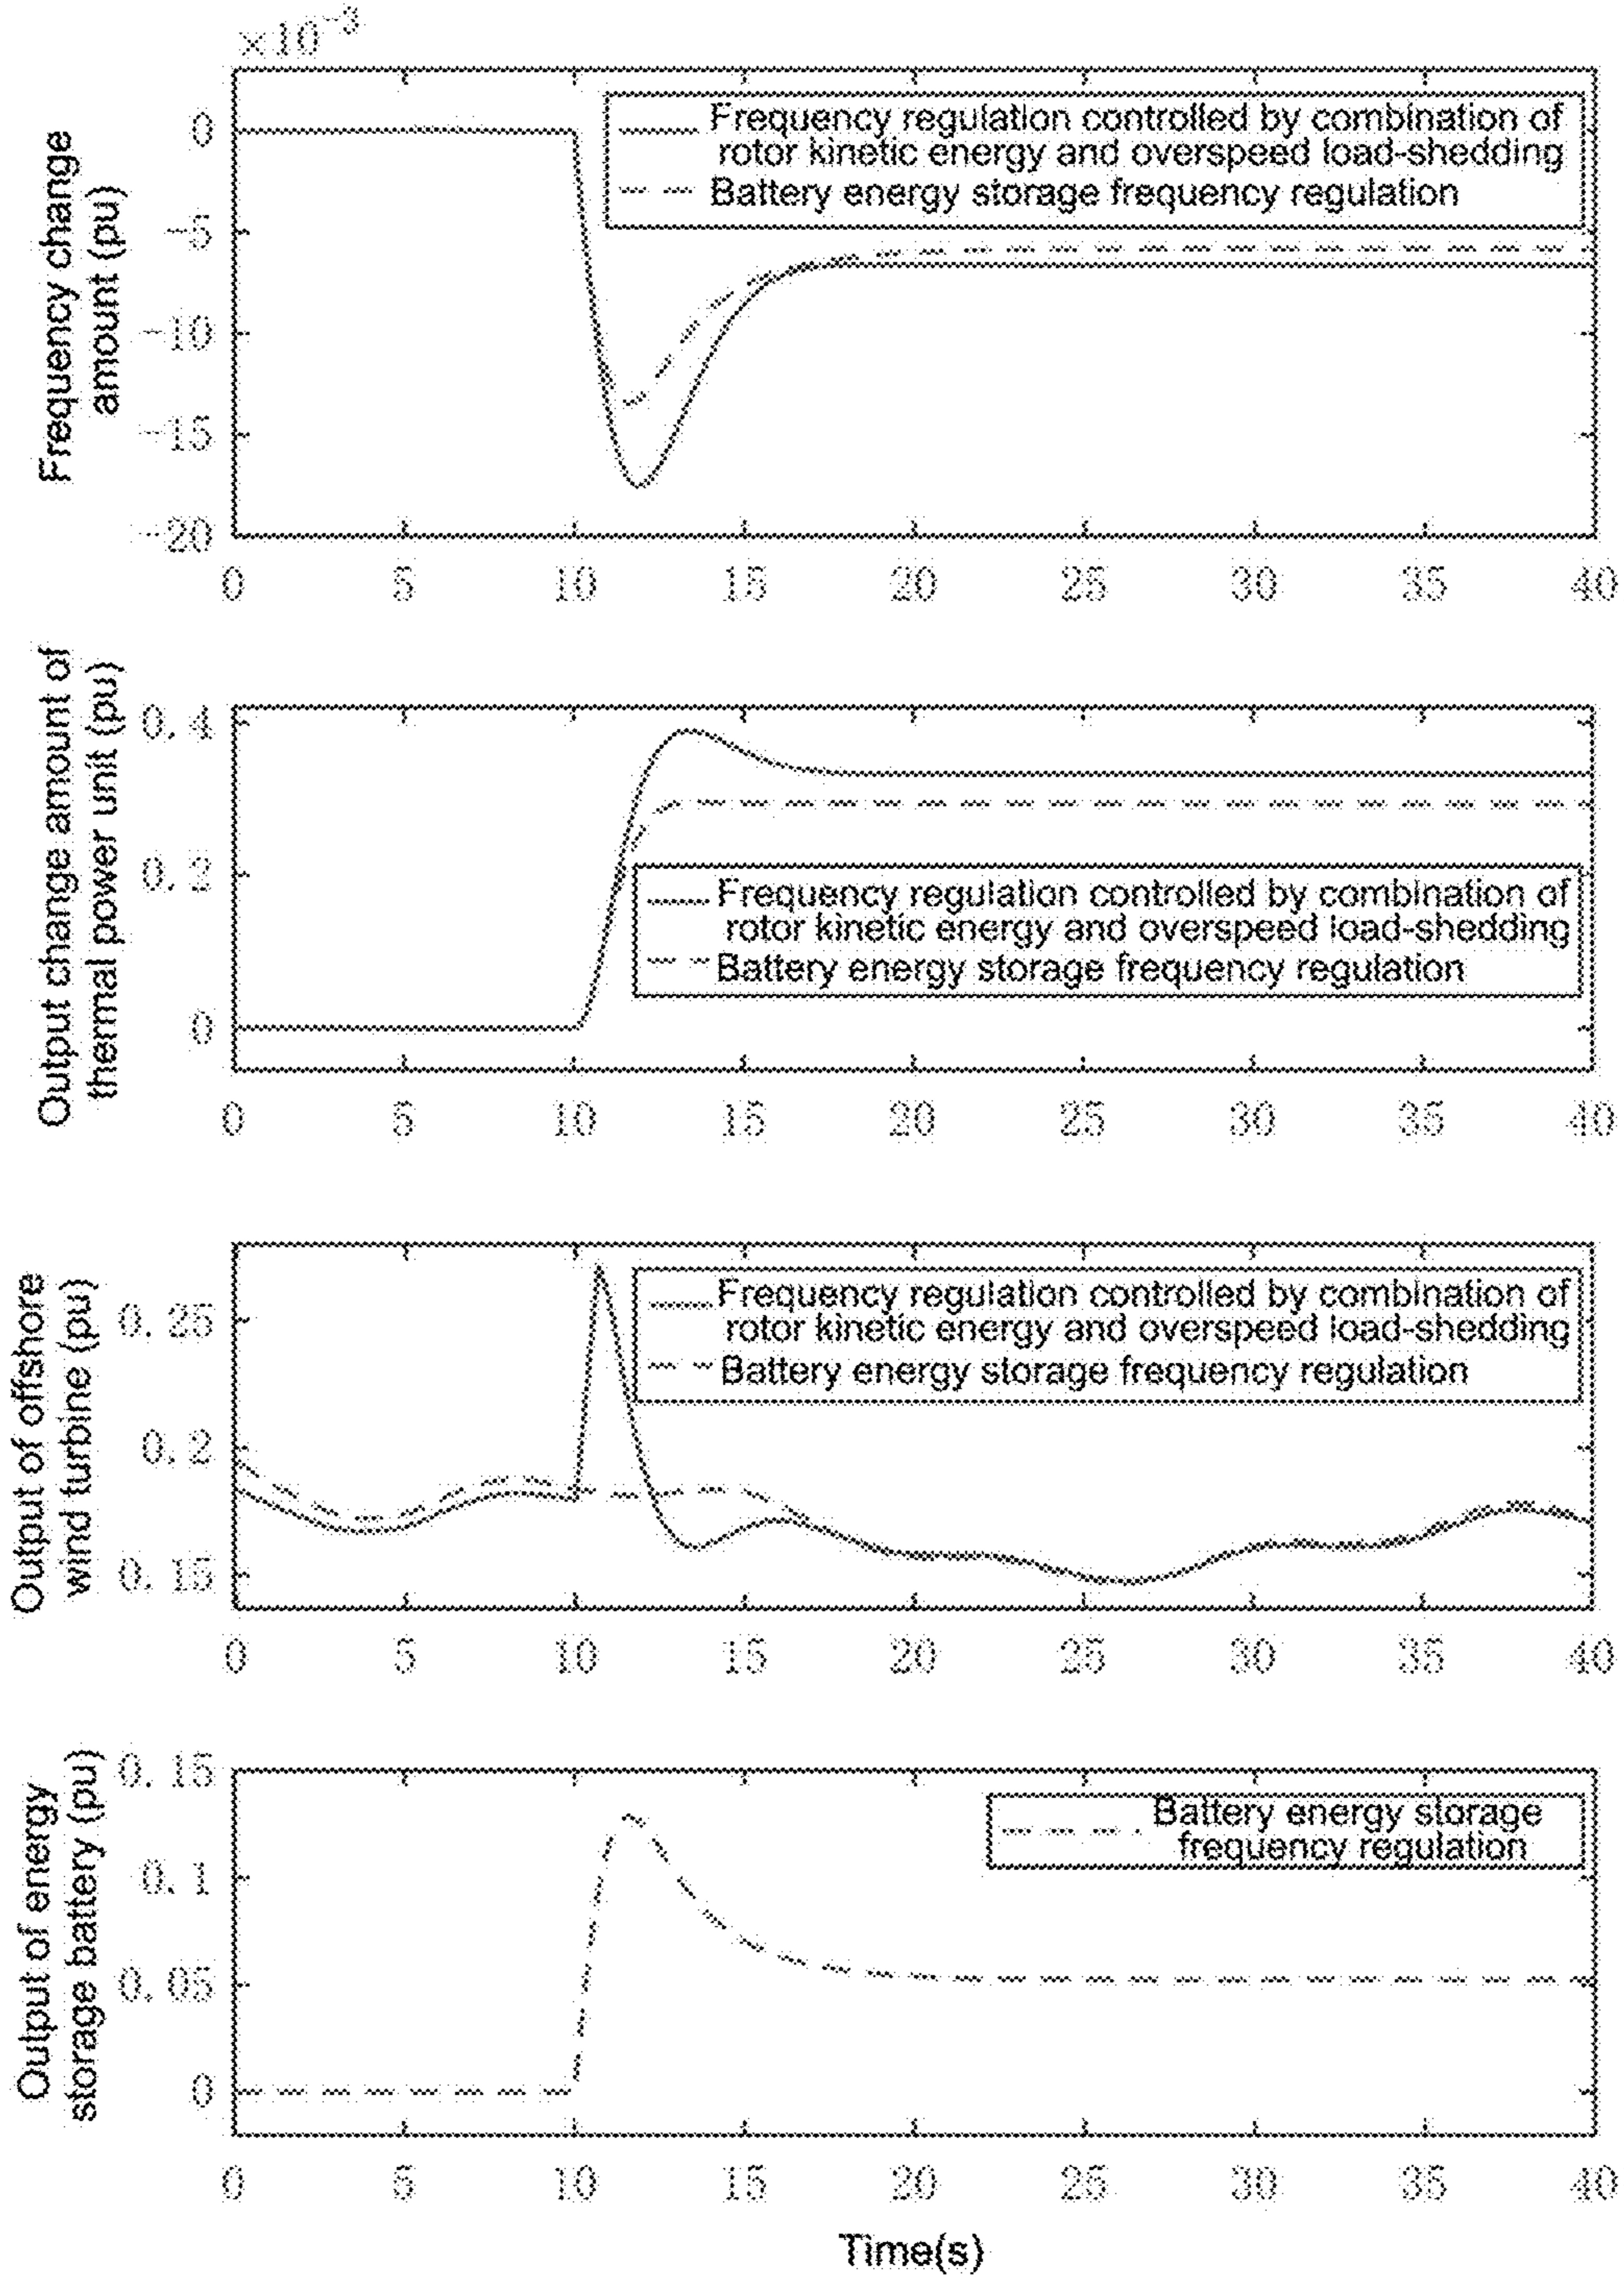 ×10⁻³
Frequency change
amount (pu)
0
−5
−10
−15
−20
Frequency regulation controlled by combination of
rotor kinetic energy and overspeed load-shedding
Battery energy storage frequency regulation
0 5 10 15 20 25 30 35 40
Output change amount of
thermal power unit (pu)
0.4
0.2
0
Frequency regulation controlled by combination of
rotor kinetic energy and overspeed load-shedding
Battery energy storage frequency regulation
0 5 10 15 20 25 30 35 40
Output of offshore
wind turbine (pu)
0.25
0.2
0.15
Frequency regulation controlled by combination of
rotor kinetic energy and overspeed load-shedding
Battery energy storage frequency regulation
0 5 10 15 20 25 30 35 40
Output of energy
storage battery (pu)
0.15
0.1
0.05
0
Battery energy storage
frequency regulation
0 5 10 15 20 25 30 35 40
Time(s)